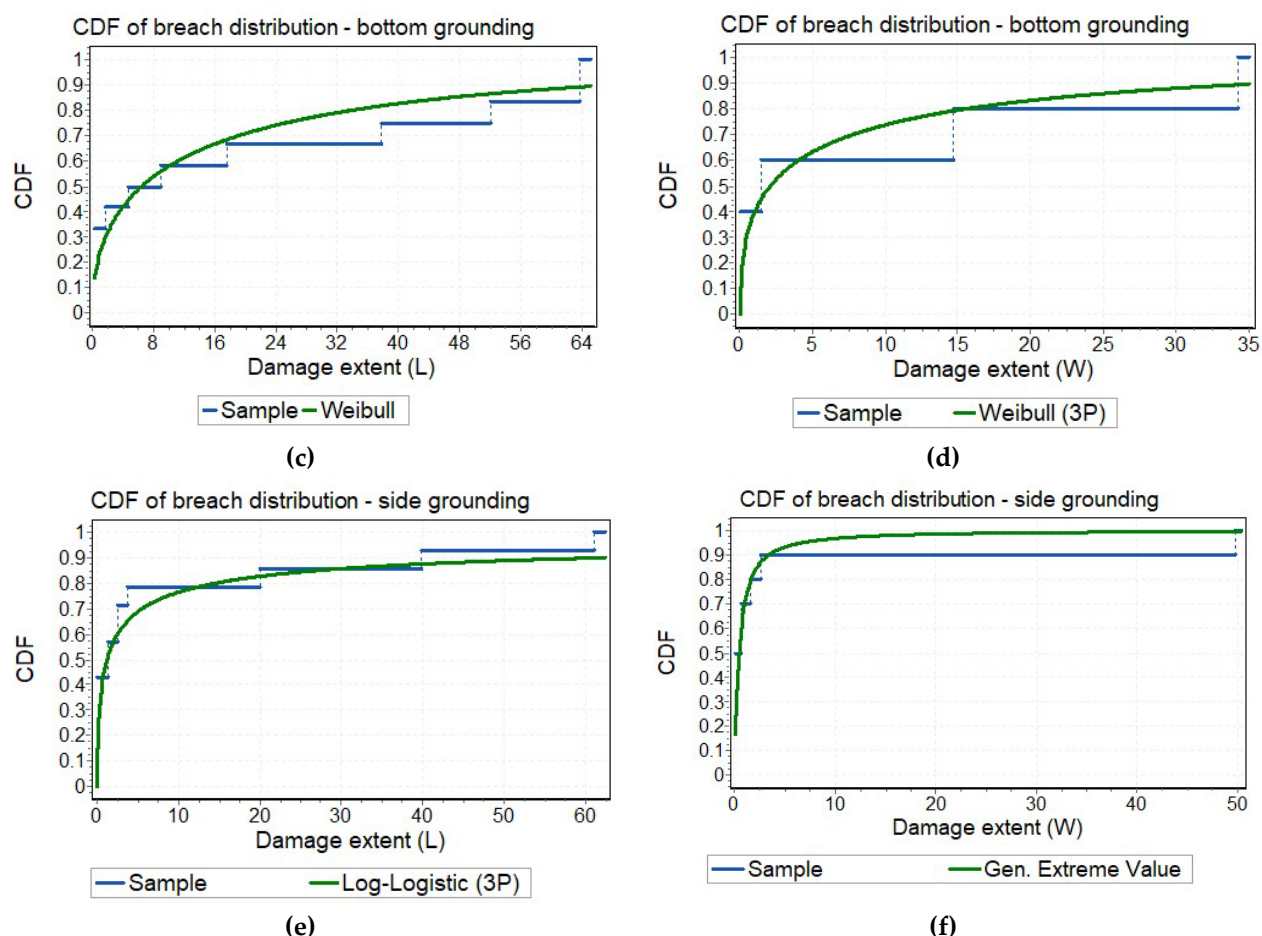 CDF of breach distribution - bottom grounding
1
0.9
0.8
0.7
0.6
0.5
0.4
0.3
0.2
0.1
0
CDF
0 8 16 24 32 40 48 56 64
Damage extent (L)
Sample Weibull
(c)
CDF of breach distribution - bottom grounding
1
0.9
0.8
0.7
0.6
0.5
0.4
0.3
0.2
0.1
0
CDF
0 5 10 15 20 25 30 35
Damage extent (W)
Sample Weibull (3P)
(d)
CDF of breach distribution - side grounding
1
0.9
0.8
0.7
0.6
0.5
0.4
0.3
0.2
0.1
0
CDF
0 10 20 30 40 50 60
Damage extent (L)
Sample Log-Logistic (3P)
(e)
CDF of breach distribution - side grounding
1
0.9
0.8
0.7
0.6
0.5
0.4
0.3
0.2
0.1
0
CDF
0 10 20 30 40 50
Damage extent (W)
Sample Gen. Extreme Value
(f)